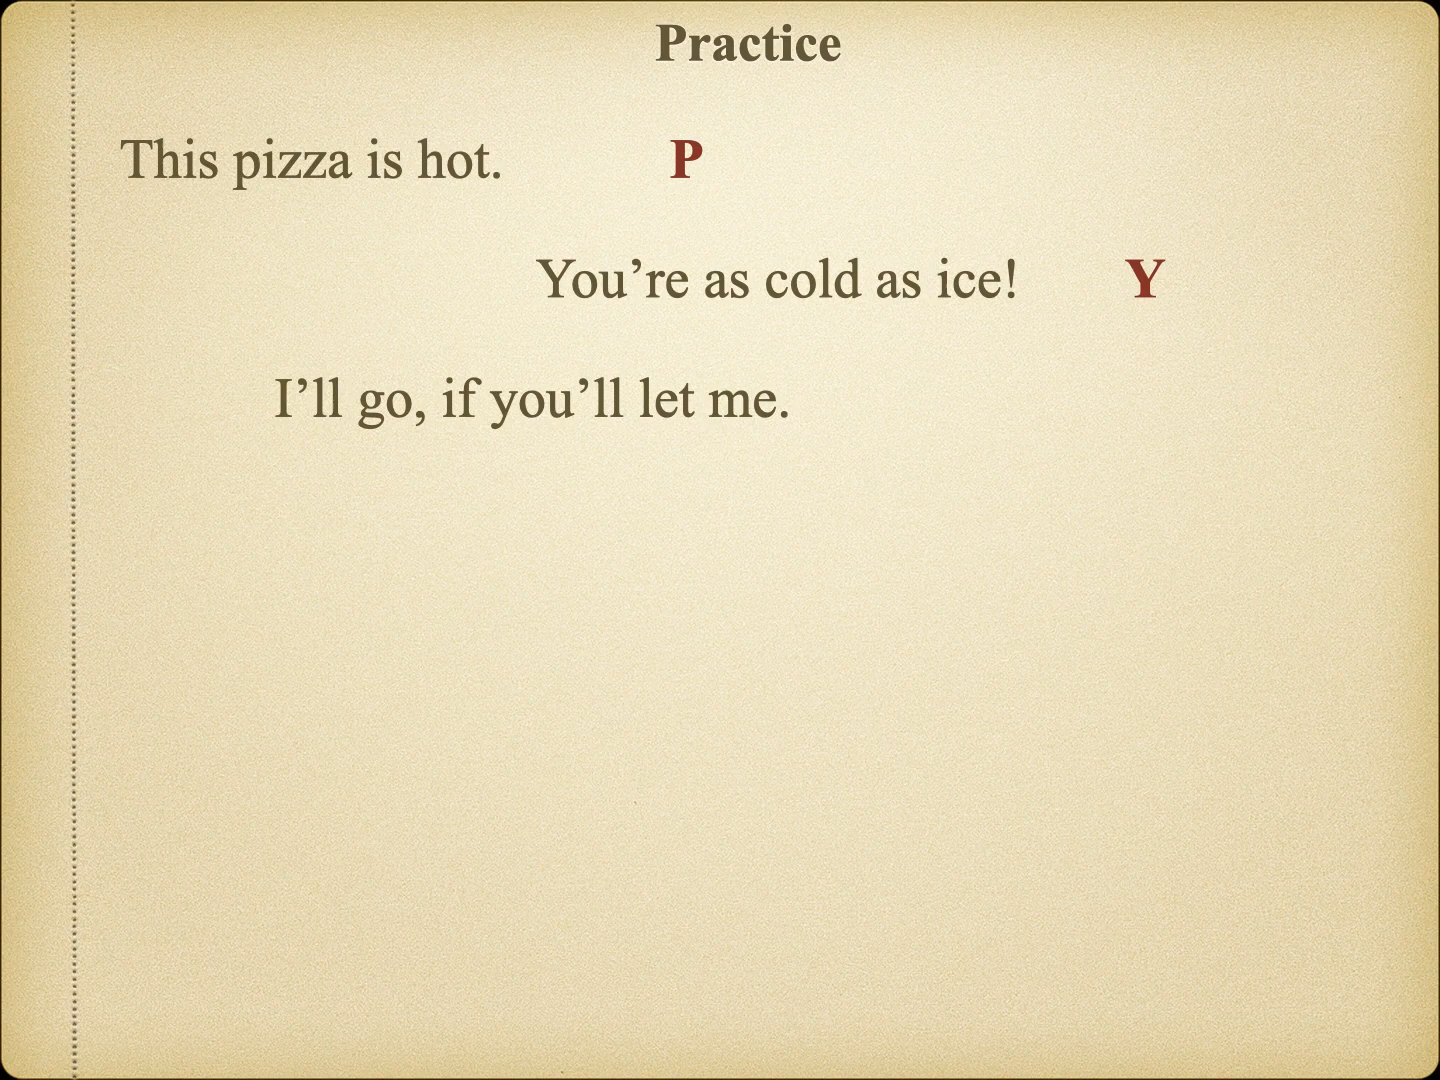 Practice
This pizza is hot. P
You’re as cold as ice! Y
I’ll go, if you’ll let me.